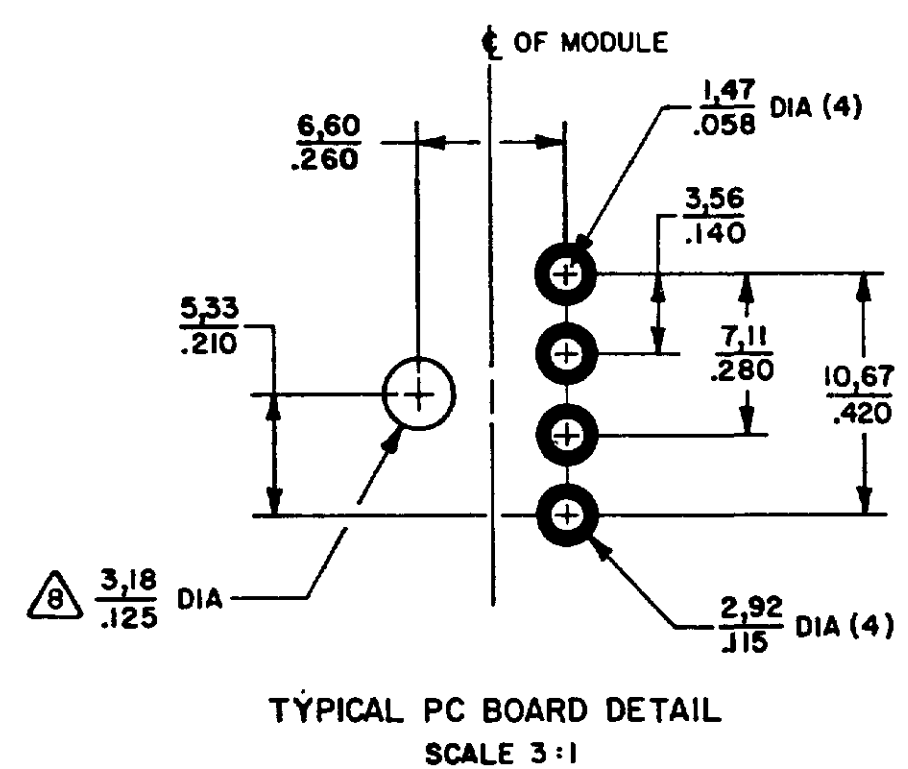 ℄ OF MODULE
1,47
.058 DIA (4)
6,60
.260
3,56
.140
5,33
.210
7,11
.280
10,67
.420
8 3,18
.125 DIA
2,92
.115 DIA (4)
TYPICAL PC BOARD DETAIL
SCALE 3:1